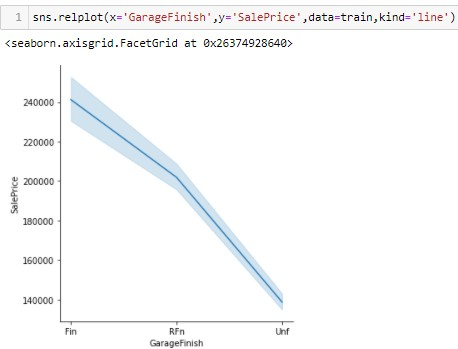 1 sns.relplot(x='GarageFinish',y='SalePrice',data=train,kind='line')
<seaborn.axisgrid.FacetGrid at 0x26374928640>
240000
220000
200000
180000
160000
140000
SalePrice
Fin RFn Unf
GarageFinish